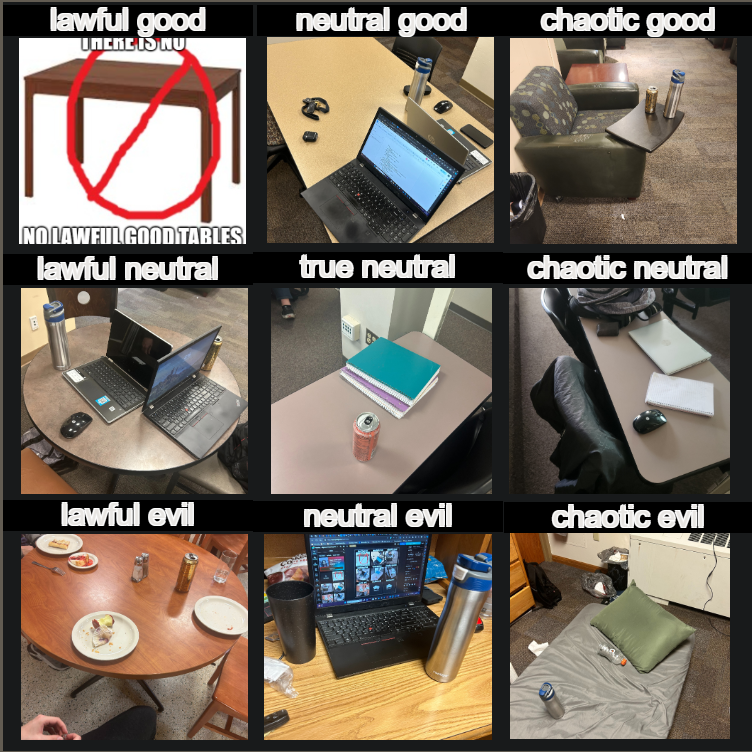 lawful good
neutral good
chaotic good
THERE IS NO
NO LAWFUL GOOD TABLES
lawful neutral
true neutral
chaotic neutral
lawful evil
neutral evil
chaotic evil